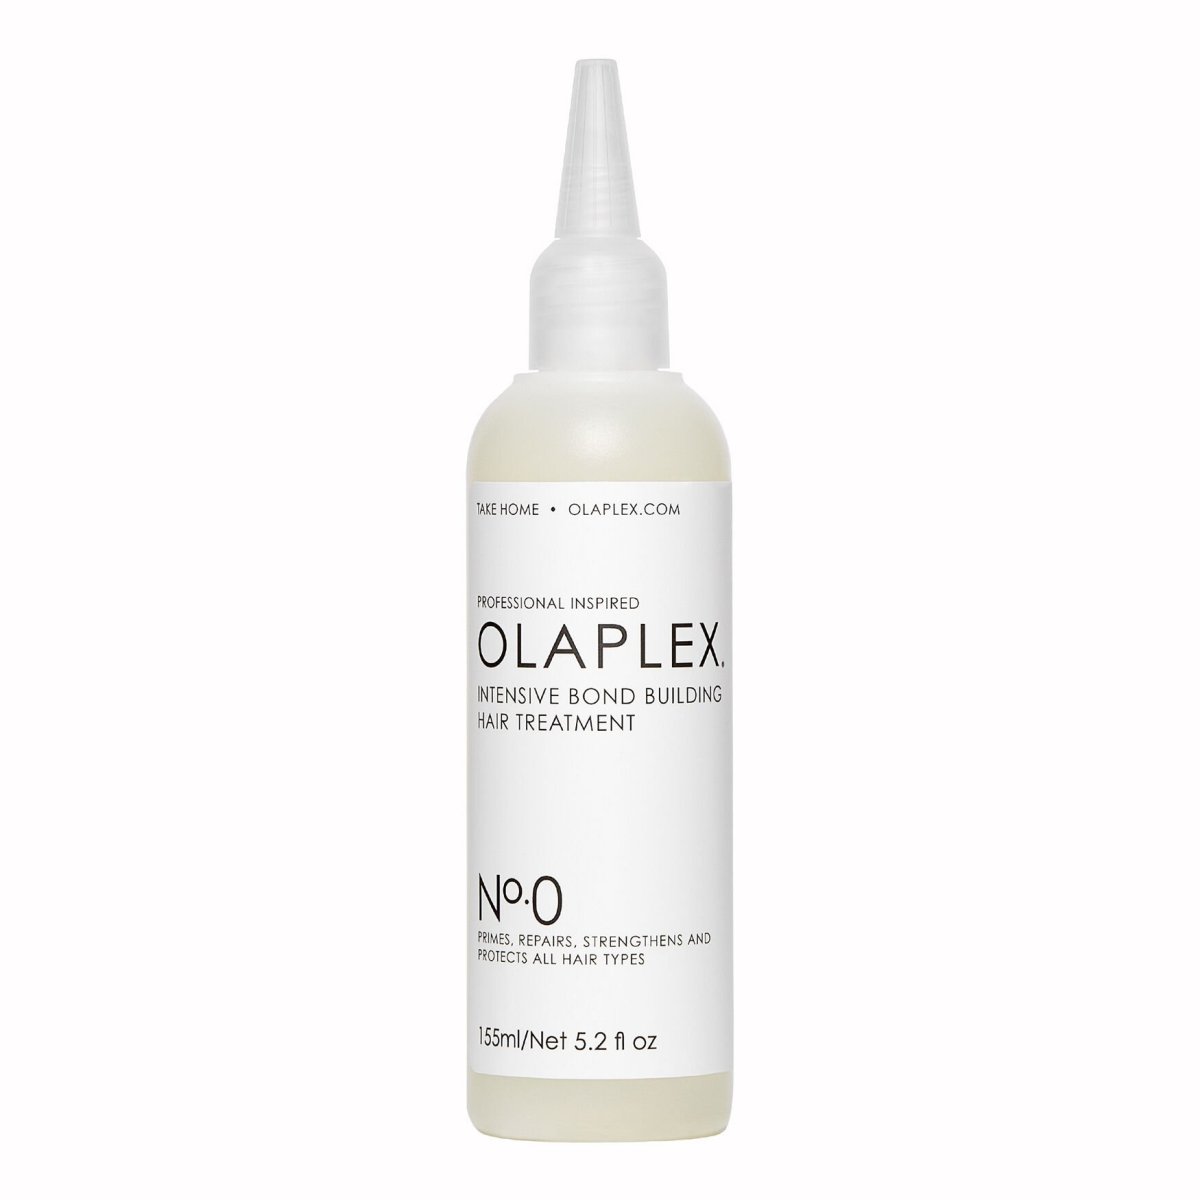 TAKE HOME • OLAPLEX.COM
PROFESSIONAL INSPIRED
OLAPLEX.
INTENSIVE BOND BUILDING
HAIR TREATMENT
Nº.0
PRIMES, REPAIRS, STRENGTHENS AND
PROTECTS ALL HAIR TYPES
155ml/Net 5.2 fl oz